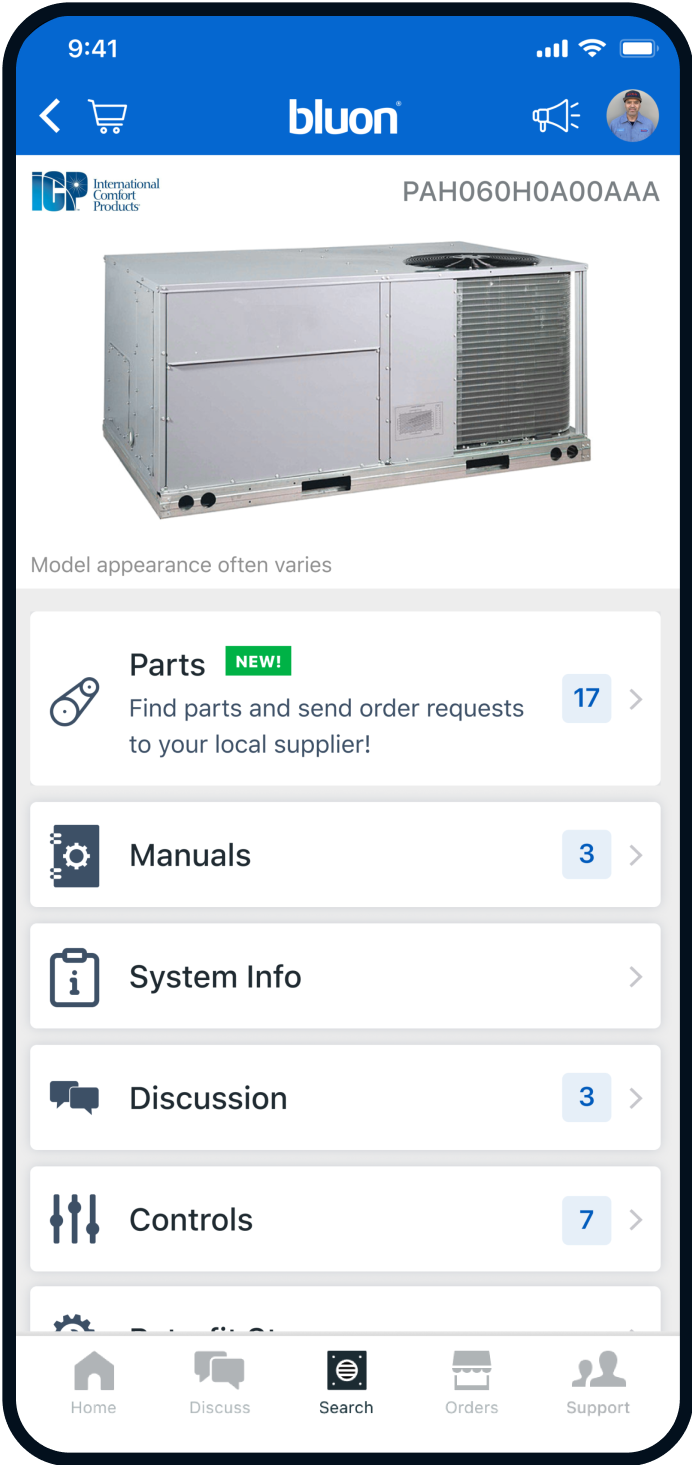 9:41
bluon
ICP
International
Comfort
Products
PAH060H0A00AAA
Model appearance often varies
Parts NEW!
Find parts and send order requests
to your local supplier!
17
Manuals 3
System Info
Discussion 3
Controls 7
Home Discuss Search Orders Support